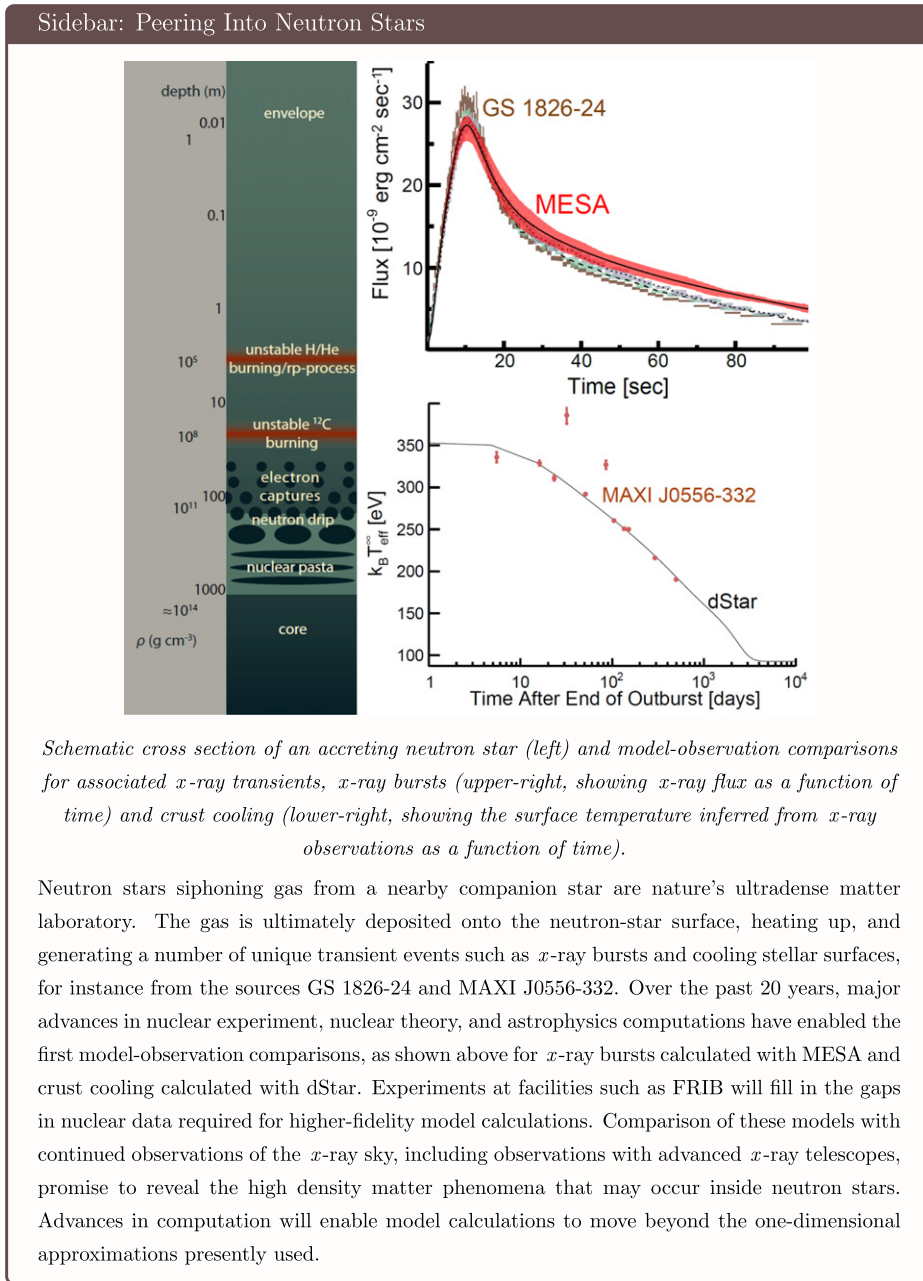 Sidebar: Peering Into Neutron Stars
depth (m)
0.01
1
0.1
1
10⁵
10
10⁸
100
10¹¹
1000
≈10¹⁴
ρ (g cm⁻³)
envelope
unstable H/He
burning/rp-process
unstable ¹²C
burning
electron
captures
neutron drip
nuclear pasta
core
Flux [10⁻⁹ erg cm⁻² sec⁻¹]
30
20
10
GS 1826-24
MESA
20
40
60
80
Time [sec]
k_B T_eff^∞ [eV]
350
300
250
200
150
100
MAXI J0556-332
dStar
1
10
10²
10³
10⁴
Time After End of Outburst [days]
Schematic cross section of an accreting neutron star (left) and model-observation comparisons
for associated x-ray transients, x-ray bursts (upper-right, showing x-ray flux as a function of
time) and crust cooling (lower-right, showing the surface temperature inferred from x-ray
observations as a function of time).
Neutron stars siphoning gas from a nearby companion star are nature's ultradense matter
laboratory. The gas is ultimately deposited onto the neutron-star surface, heating up, and
generating a number of unique transient events such as x-ray bursts and cooling stellar surfaces,
for instance from the sources GS 1826-24 and MAXI J0556-332. Over the past 20 years, major
advances in nuclear experiment, nuclear theory, and astrophysics computations have enabled the
first model-observation comparisons, as shown above for x-ray bursts calculated with MESA and
crust cooling calculated with dStar. Experiments at facilities such as FRIB will fill in the gaps
in nuclear data required for higher-fidelity model calculations. Comparison of these models with
continued observations of the x-ray sky, including observations with advanced x-ray telescopes,
promise to reveal the high density matter phenomena that may occur inside neutron stars.
Advances in computation will enable model calculations to move beyond the one-dimensional
approximations presently used.